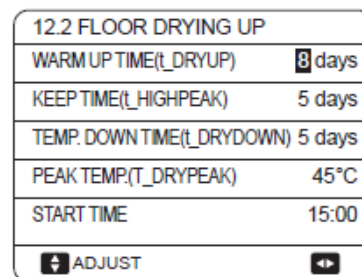 12.2 FLOOR DRYING UP
WARM UP TIME(t_DRYUP) 8 days
KEEP TIME(t_HIGHPEAK) 5 days
TEMP. DOWN TIME(t_DRYDOWN) 5 days
PEAK TEMP.(T_DRYPEAK) 45°C
START TIME 15:00
ADJUST